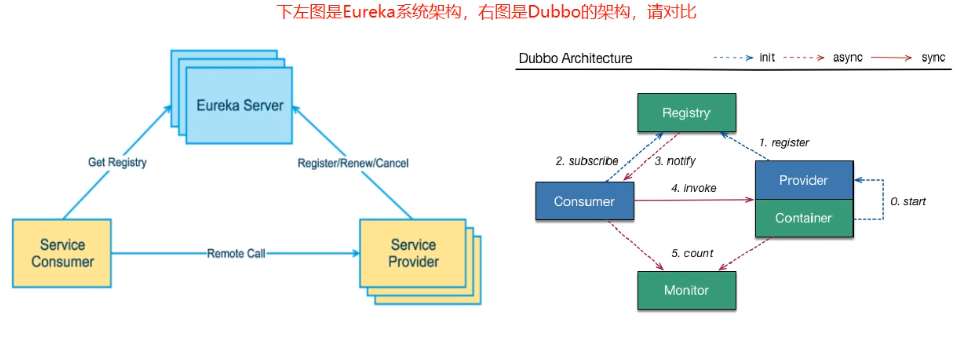 下左图是Eureka系统架构，右图是Dubbo的架构，请对比
Eureka Server
Get Registry
Register/Renew/Cancel
Service
Consumer
Remote Call
Service
Provider
Dubbo Architecture
init
async
sync
Registry
1. register
2. subscribe
3. notify
Provider
Consumer
4. invoke
Container
0. start
5. count
Monitor